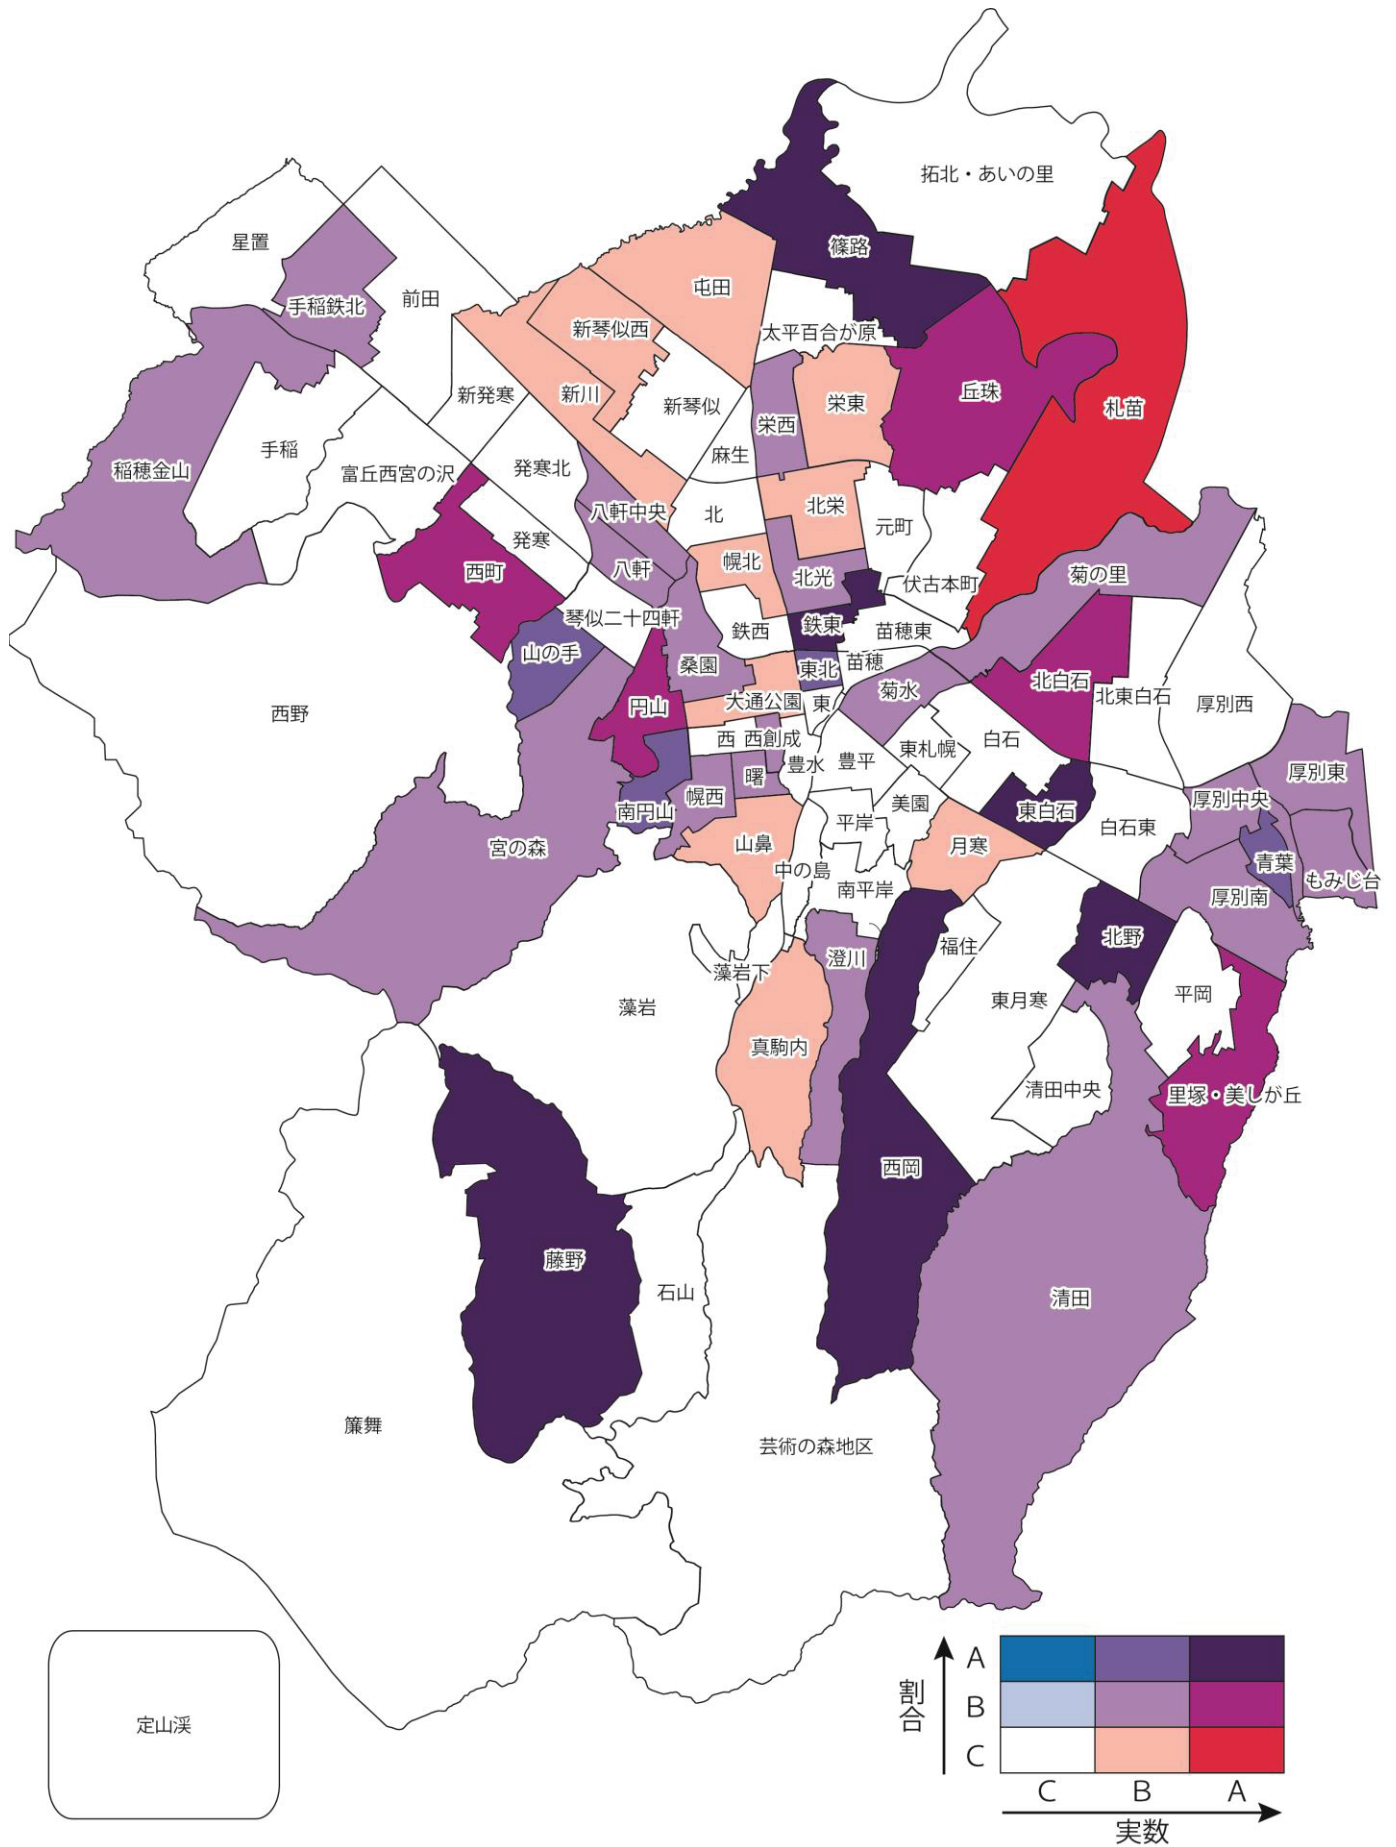 拓北・あいの里
星置
篠路
屯田
手稲鉄北
前田
新琴似西
太平百合が原
新発寒
新川
新琴似
栄西
栄東
丘珠
札苗
手稲
稲穂金山
富丘西宮の沢
発寒北
麻生
八軒中央
北
北栄
元町
発寒
西町
八軒
幌北
北光
伏古本町
菊の里
琴似二十四軒
鉄西
鉄東
苗穂東
山の手
桑園
東北
苗穂
北白石
北東白石
菊水
厚別西
西野
円山
大通公園
東
西
西創成
豊水
豊平
東札幌
白石
曙
厚別東
幌西
南円山
美園
東白石
厚別中央
平岸
白石東
宮の森
山鼻
月寒
中の島
青葉
もみじ台
南平岸
厚別南
北野
福住
澄川
藻岩下
平岡
藻岩
東月寒
真駒内
清田中央
里塚・美しが丘
西岡
藤野
石山
清田
簾舞
芸術の森地区
定山渓
割合
A
B
C
C
B
A
実数